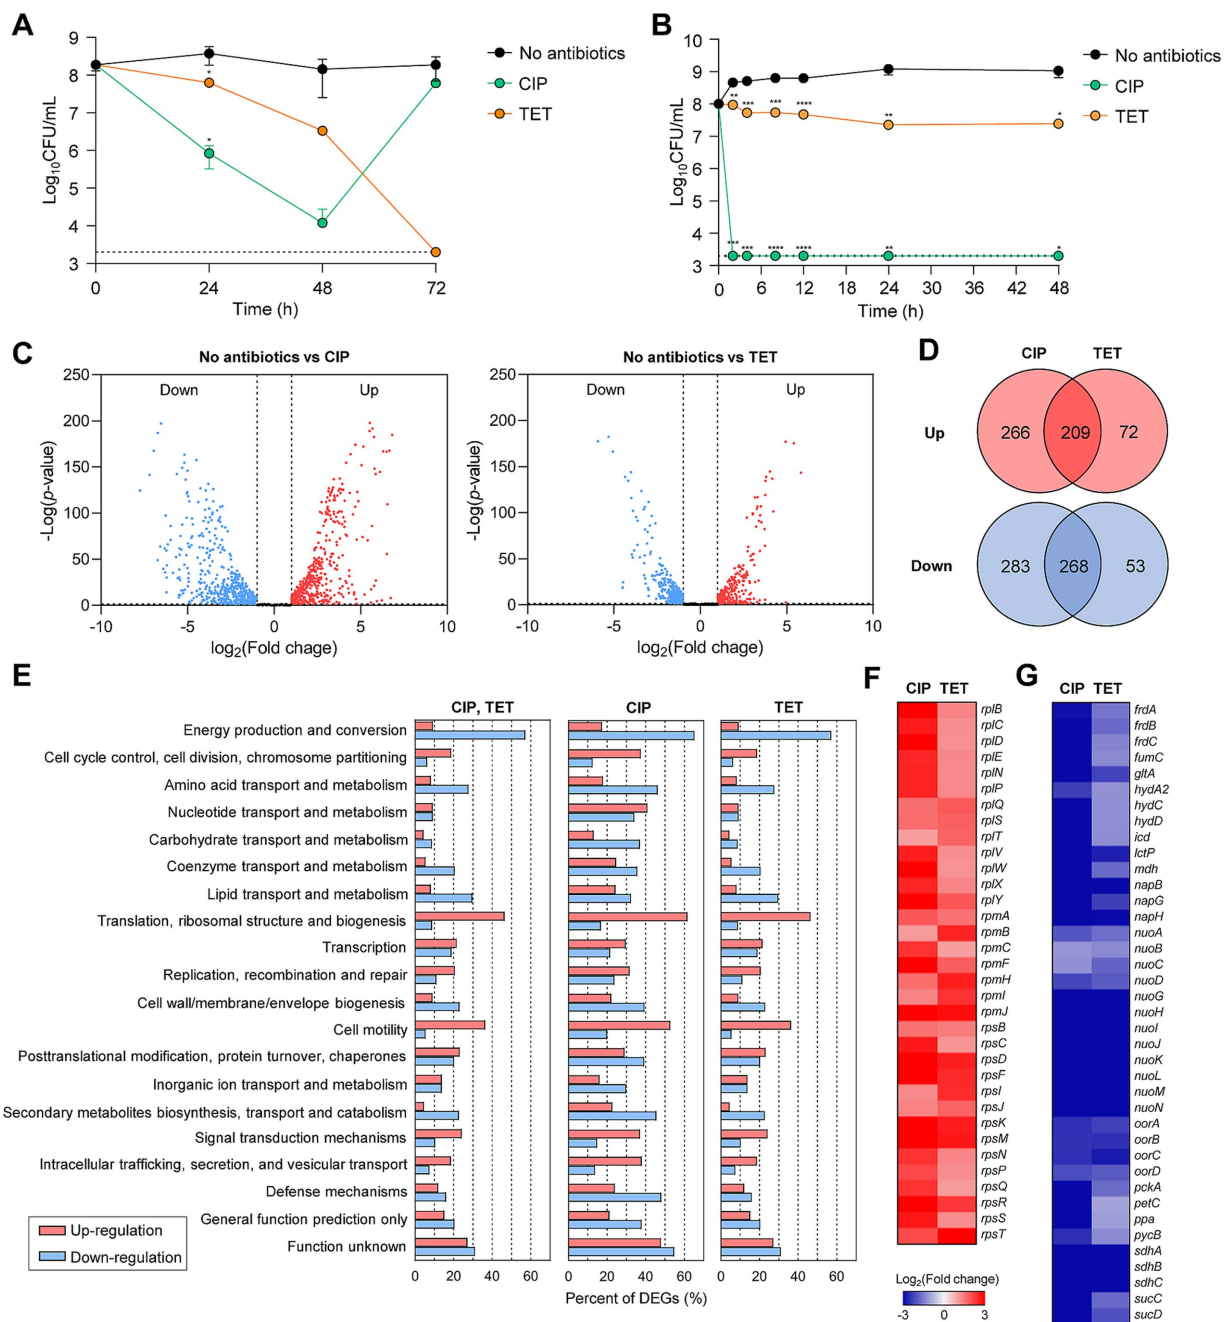 A
9
8
7
6
5
4
3
Log10CFU/mL
0
24
48
72
Time (h)
*
*
No antibiotics
CIP
TET
B
10
9
8
7
6
5
4
3
Log10CFU/mL
0
6
12
18
24
30
36
42
48
Time (h)
**
***
***
****
**
*
***
***
****
****
**
*
No antibiotics
CIP
TET
C
No antibiotics vs CIP
Down
Up
250
200
150
100
50
0
-Log(p-value)
-10
-5
0
5
10
log2(Fold chage)
No antibiotics vs TET
Down
Up
250
200
150
100
50
0
-Log(p-value)
-10
-5
0
5
10
log2(Fold chage)
D
CIP
TET
Up
266
209
72
Down
283
268
53
E
CIP, TET
CIP
TET
Energy production and conversion
Cell cycle control, cell division, chromosome partitioning
Amino acid transport and metabolism
Nucleotide transport and metabolism
Carbohydrate transport and metabolism
Coenzyme transport and metabolism
Lipid transport and metabolism
Translation, ribosomal structure and biogenesis
Transcription
Replication, recombination and repair
Cell wall/membrane/envelope biogenesis
Cell motility
Posttranslational modification, protein turnover, chaperones
Inorganic ion transport and metabolism
Secondary metabolites biosynthesis, transport and catabolism
Signal transduction mechanisms
Intracellular trafficking, secretion, and vesicular transport
Defense mechanisms
General function prediction only
Function unknown
Up-regulation
Down-regulation
0 20 40 60
0 20 40 60
0 20 40 60
Percent of DEGs (%)
F
CIP TET
rplB
rplC
rplD
rplE
rplN
rplP
rplQ
rplS
rplT
rplV
rplW
rplX
rplY
rpmA
rpmB
rpmC
rpmF
rpmH
rpmI
rpmJ
rpsB
rpsC
rpsD
rpsF
rpsI
rpsJ
rpsK
rpsM
rpsN
rpsP
rpsQ
rpsR
rpsS
rpsT
Log2(Fold change)
-3
0
3
G
CIP TET
frdA
frdB
frdC
fumC
gltA
hydA2
hydC
hydD
icd
lctP
mdh
napB
napG
napH
nuoA
nuoB
nuoC
nuoD
nuoG
nuoH
nuoI
nuoJ
nuoK
nuoL
nuoM
nuoN
oorA
oorB
oorC
oorD
pckA
petC
ppa
pycB
sdhA
sdhB
sdhC
sucC
sucD